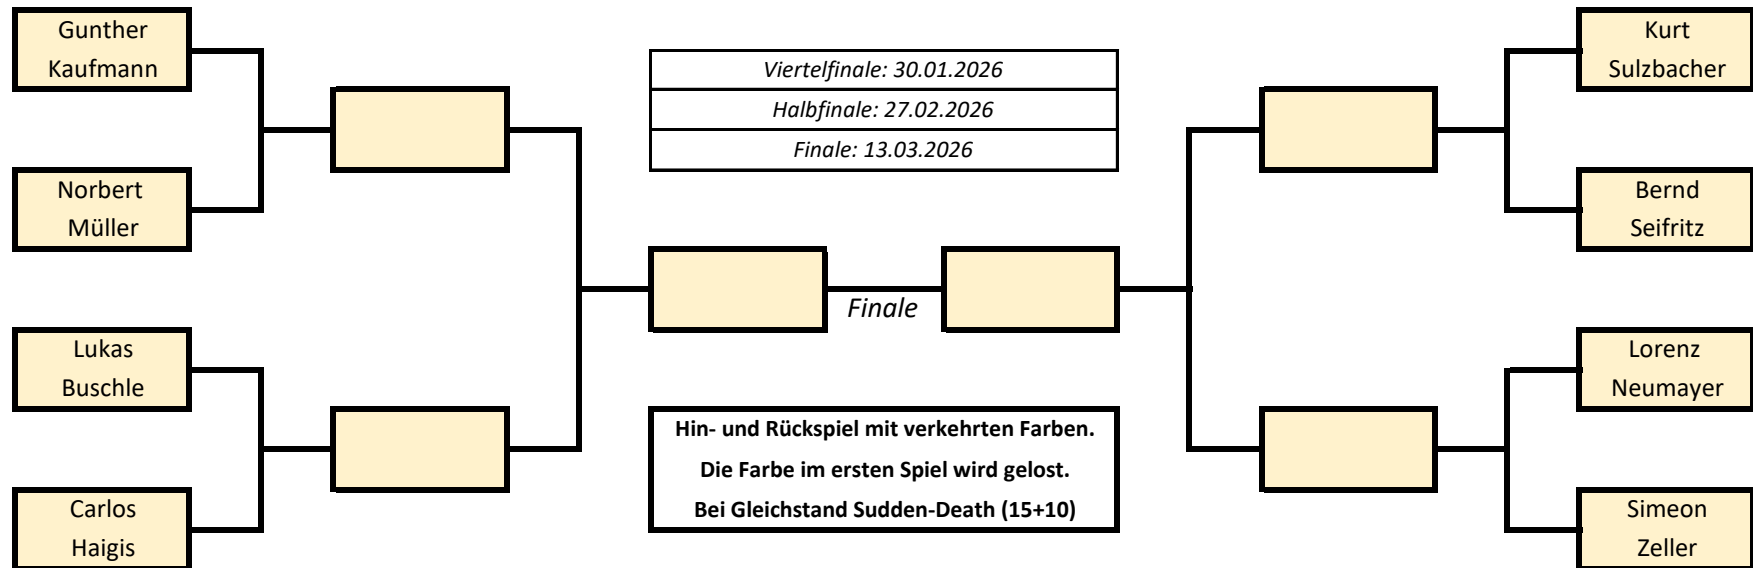 Gunther
Kaufmann
Norbert
Müller
Lukas
Buschle
Carlos
Haigis
Viertelfinale: 30.01.2026
Halbfinale: 27.02.2026
Finale: 13.03.2026
Finale
Hin- und Rückspiel mit verkehrten Farben.
Die Farbe im ersten Spiel wird gelost.
Bei Gleichstand Sudden-Death (15+10)
Kurt
Sulzbacher
Bernd
Seifritz
Lorenz
Neumayer
Simeon
Zeller